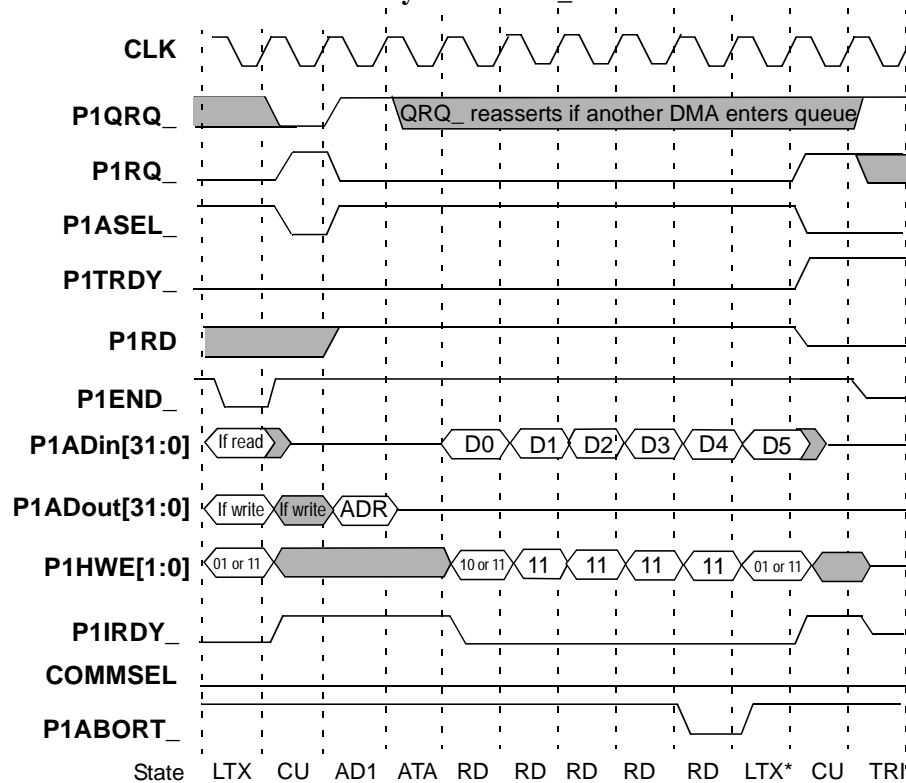 CLK
P1QRQ_ QRQ_ reasserts if another DMA enters queue
P1RQ_
P1ASEL_
P1TRDY_
P1RD
P1END_
P1ADin[31:0] If read D0 D1 D2 D3 D4 D5
P1ADout[31:0] If write If write ADR
P1HWE[1:0] 01 or 11 10 or 11 11 11 11 11 01 or 11
P1IRDY_
COMMSEL
P1ABORT_
State LTX CU AD1 ATA RD RD RD RD RD LTX* CU TRI